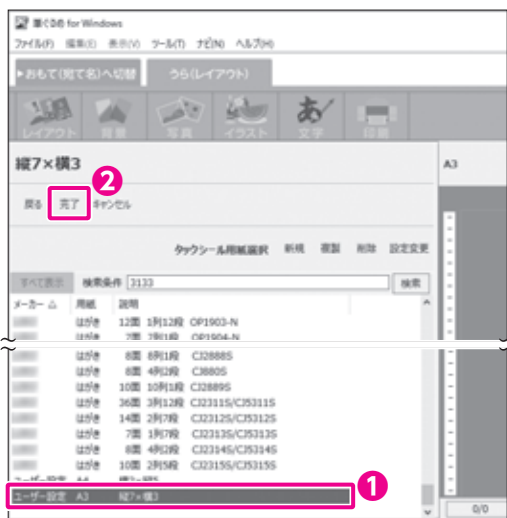 筆ぐるめ for Windows
ファイル(F) 編集(E) 表示(V) ツール(T) ナビ(N) ヘルプ(H)
▶おもて(宛て名)へ切替 うら(レイアウト)
レイアウト 背景 写真 イラスト 文字 印刷
縦7×横3 A3
2
戻る 完了 キャンセル
タックシール用紙選択 新規 複製 削除 設定変更
すべて表示 検索条件 3133 検索
メーカー △ 用紙 説明
はがき 12面 1列12段 OP1903-N
はがき 7面 7列1段 OP1904-N
はがき 8面 8列1段 CJ2888S
はがき 8面 4列2段 CJ880S
はがき 10面 10列1段 CJ2889S
はがき 36面 3列12段 CJ2311S/CJ5311S
はがき 14面 2列7段 CJ2312S/CJ5312S
はがき 7面 1列7段 CJ2313S/CJ5313S
はがき 8面 4列2段 CJ2314S/CJ5314S
はがき 10面 2列5段 CJ2315S/CJ5315S
ユーザー設定 A4
ユーザー設定 A3 縦7×横3
1
0/0